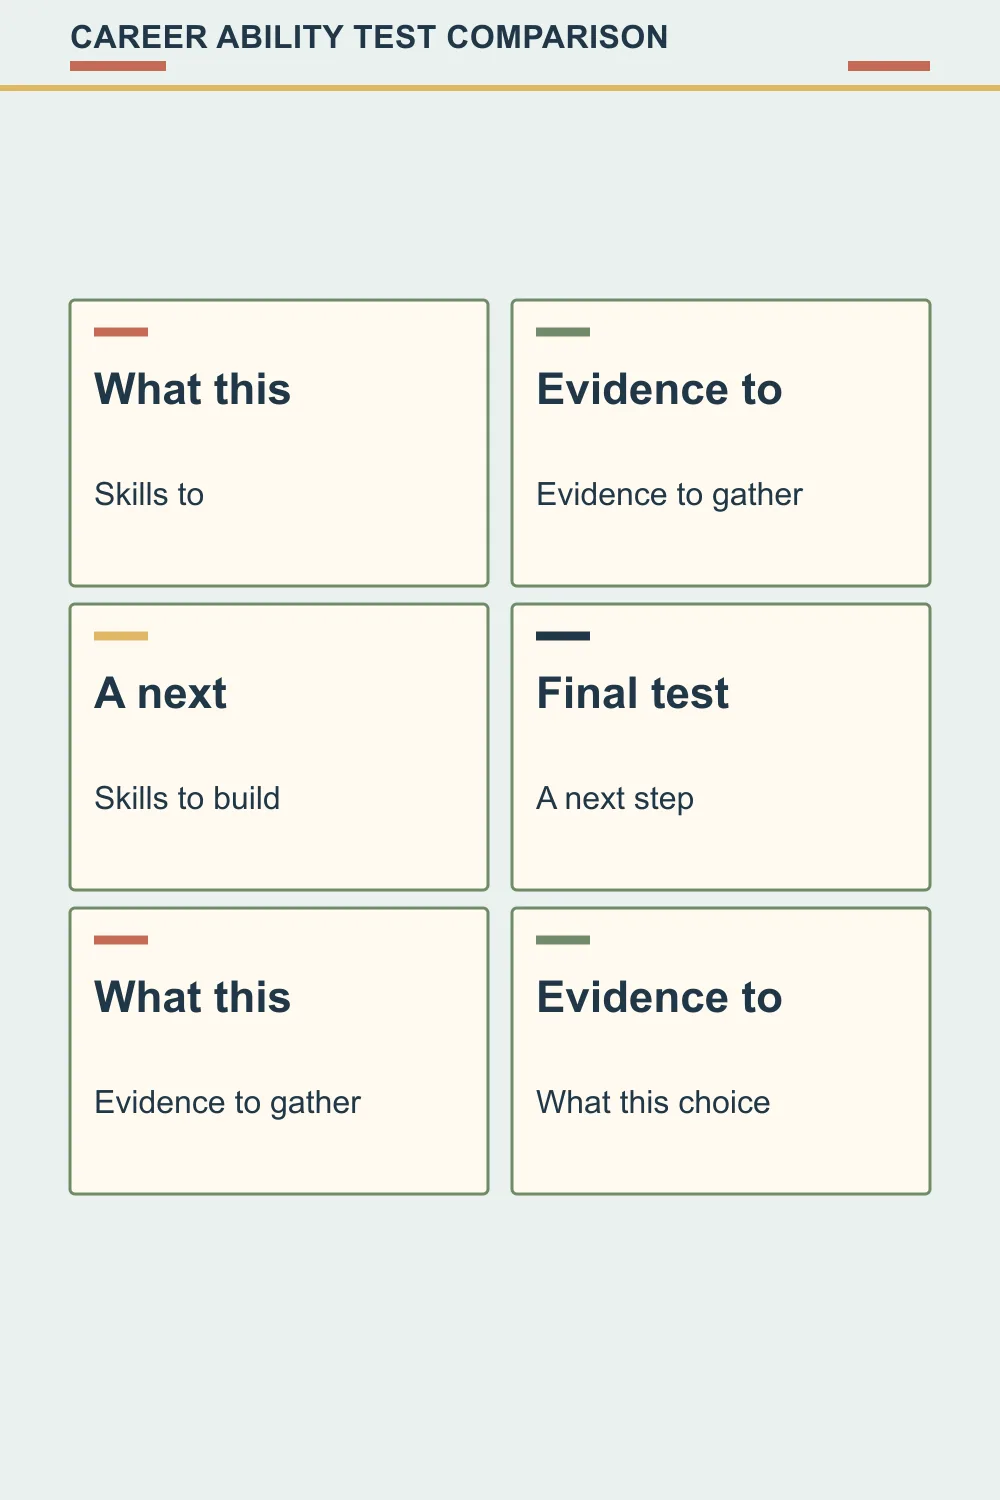 CAREER ABILITY TEST COMPARISON
What this
Skills to
Evidence to
Evidence to gather
A next
Skills to build
Final test
A next step
What this
Evidence to gather
Evidence to
What this choice